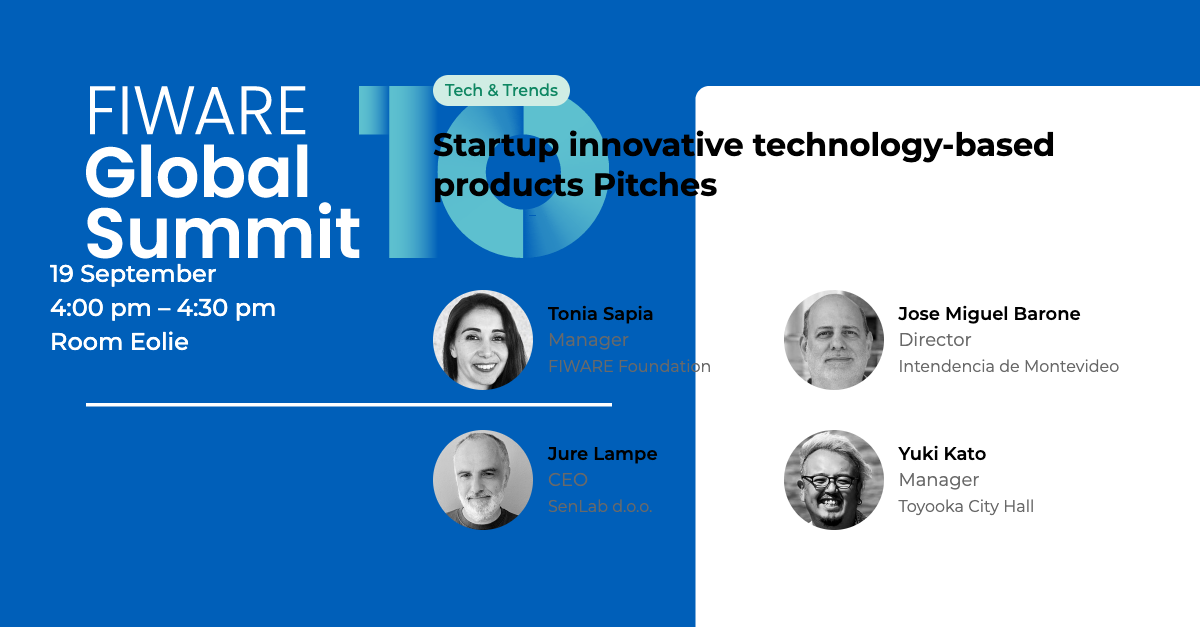 FIWARE
Global
Summit
10
19 September
4:00 pm – 4:30 pm
Room Eolie
Tech & Trends
Startup innovative technology-based
products Pitches
Tonia Sapia
Manager
FIWARE Foundation
Jose Miguel Barone
Director
Intendencia de Montevideo
Jure Lampe
CEO
SenLab d.o.o.
Yuki Kato
Manager
Toyooka City Hall